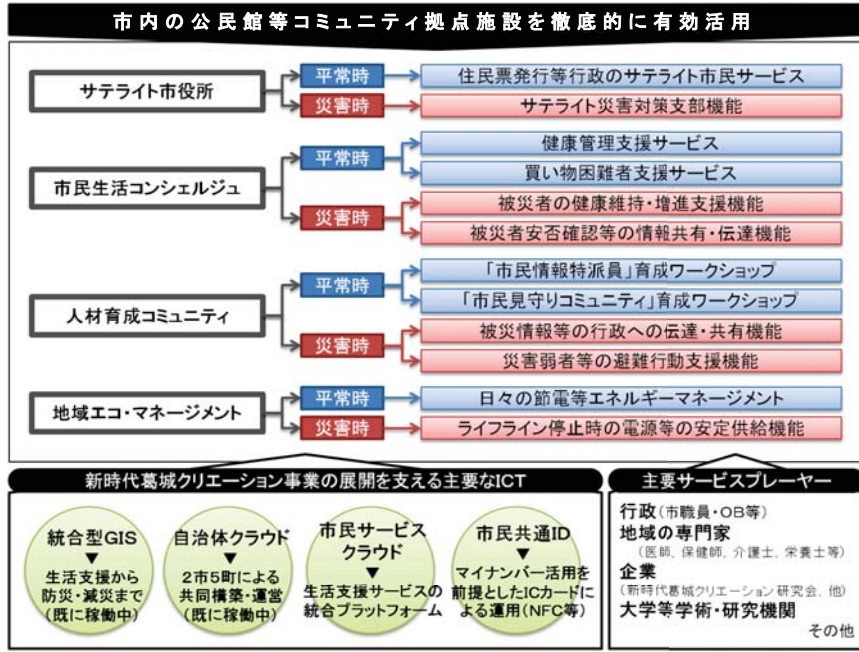 市内の公民館等コミュニティ拠点施設を徹底的に有効活用
サテライト市役所
平常時
住民票発行等行政のサテライト市民サービス
災害時
サテライト災害対策支部機能
市民生活コンシェルジュ
平常時
健康管理支援サービス
買い物困難者支援サービス
災害時
被災者の健康維持・増進支援機能
被災者安否確認等の情報共有・伝達機能
人材育成コミュニティ
平常時
「市民情報特派員」育成ワークショップ
「市民見守りコミュニティ」育成ワークショップ
災害時
被災情報等の行政への伝達・共有機能
災害弱者等の避難行動支援機能
地域エコ・マネージメント
平常時
日々の節電等エネルギーマネージメント
災害時
ライフライン停止時の電源等の安定供給機能
新時代葛城クリエーション事業の展開を支える主要なICT
統合型GIS
▼
生活支援から
防災・減災まで
(既に稼働中)
自治体クラウド
▼
2市5町による
共同構築・運営
(既に稼働中)
市民サービス
クラウド
▼
生活支援サービスの
統合プラットフォーム
市民共通ID
▼
マイナンバー活用を
前提としたICカードに
よる運用(NFC等)
主要サービスプレーヤー
行政(市職員・OB等)
地域の専門家
(医師、保健師、介護士、栄養士等)
企業
(新時代葛城クリエーション研究会、他)
大学等学術・研究機関
その他